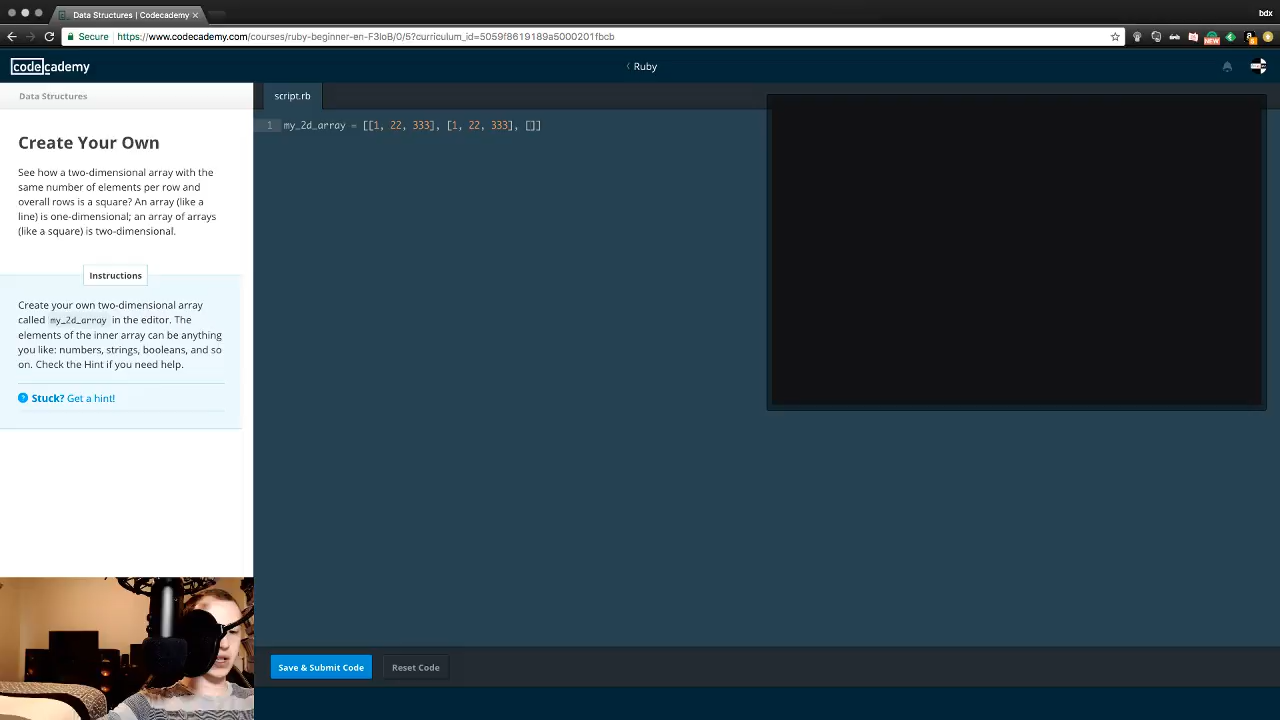 Data Structures | Codecademy
bdx
Secure
https://www.codecademy.com/courses/ruby-beginner-en-F3loB/0/5?curriculum_id=5059f8619189a5000201fbcb
NEW
codecademy
Ruby
Data Structures
script.rb
1 my_2d_array = [[1, 22, 333], [1, 22, 333], []]
Create Your Own
See how a two-dimensional array with the
same number of elements per row and
overall rows is a square? An array (like a
line) is one-dimensional; an array of arrays
(like a square) is two-dimensional.
Instructions
Create your own two-dimensional array
called my_2d_array in the editor. The
elements of the inner array can be anything
you like: numbers, strings, booleans, and so
on. Check the Hint if you need help.
? Stuck? Get a hint!
Save & Submit Code
Reset Code